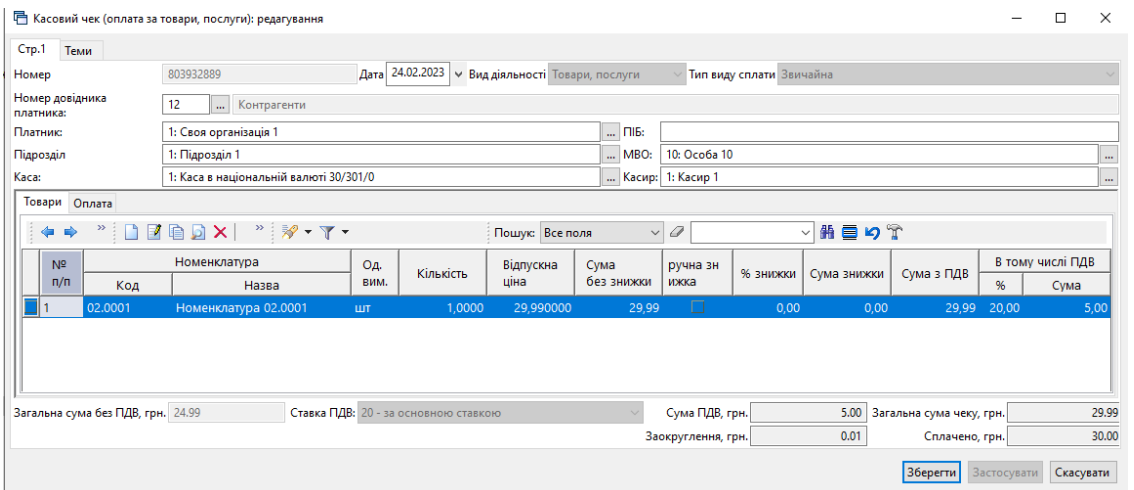 Касовий чек (оплата за товари, послуги): редагування
Стр.1 Теми
Номер 803932889 Дата 24.02.2023 Вид діяльності Товари, послуги Тип виду сплати Звичайна
Номер довідника платника: 12 ... Контрагенти
Платник: 1: Своя організація 1 ... ПІБ:
Підрозділ 1: Підрозділ 1 ... МВО: 10: Особа 10 ...
Каса: 1: Каса в національній валюті 30/301/0 ... Касир: 1: Касир 1 ...
Товари Оплата
Пошук: Все поля
№ п/п Номенклатура Од. вим. Кількість Відпускна ціна Сума без знижки ручна зн ижка % знижки Сума знижки Сума з ПДВ В тому числі ПДВ
Код Назва % Сума
1 02.0001 Номенклатура 02.0001 шт 1,0000 29,990000 29,99 0,00 0,00 29,99 20,00 5,00
Загальна сума без ПДВ, грн. 24.99 Ставка ПДВ: 20 - за основною ставкою Сума ПДВ, грн. 5.00 Загальна сума чеку, грн. 29.99
Заокруглення, грн. 0.01 Сплачено, грн. 30.00
Зберегти Застосувати Скасувати